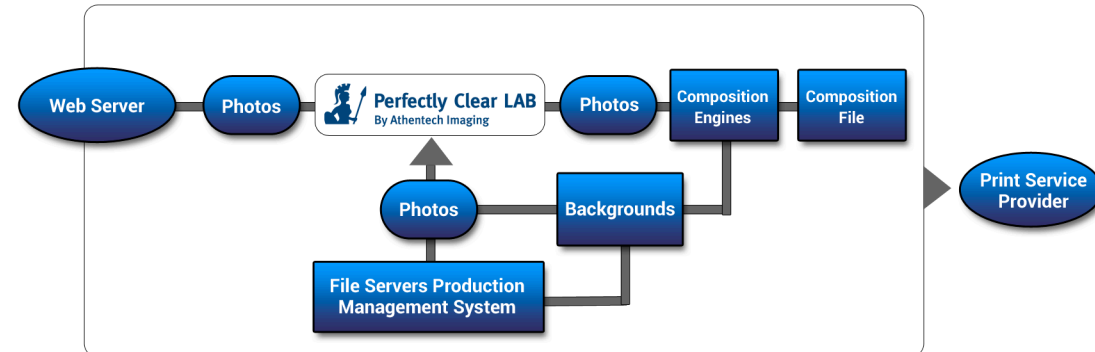 Web Server
Photos
Perfectly Clear LAB
By Athentech Imaging
Photos
Composition
Engines
Composition
File
Photos
Backgrounds
Print Service
Provider
File Servers Production
Management System